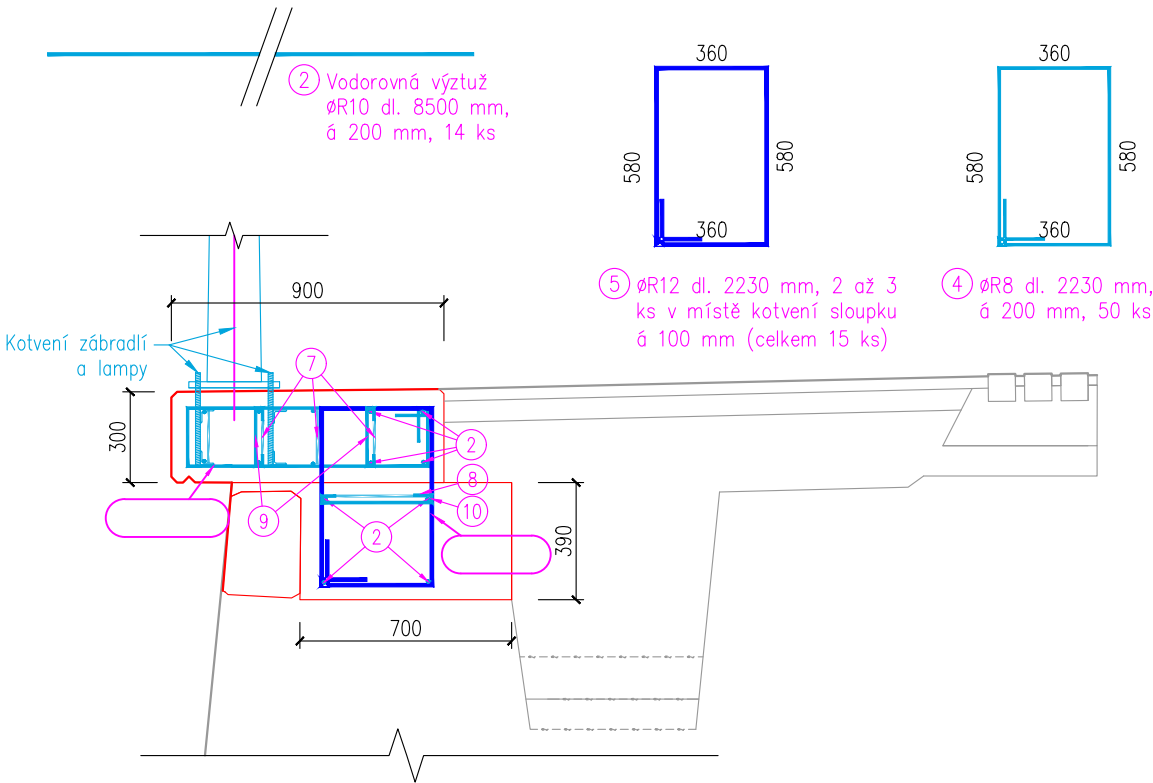 2 Vodorovná výztuž
øR10 dl. 8500 mm,
á 200 mm, 14 ks
360
580
580
360
5 øR12 dl. 2230 mm, 2 až 3
ks v místě kotvení sloupku
á 100 mm (celkem 15 ks)
360
580
580
360
4 øR8 dl. 2230 mm,
á 200 mm, 50 ks
900
Kotvení zábradlí
a lampy
7
300
2
8
9
10
2
390
700